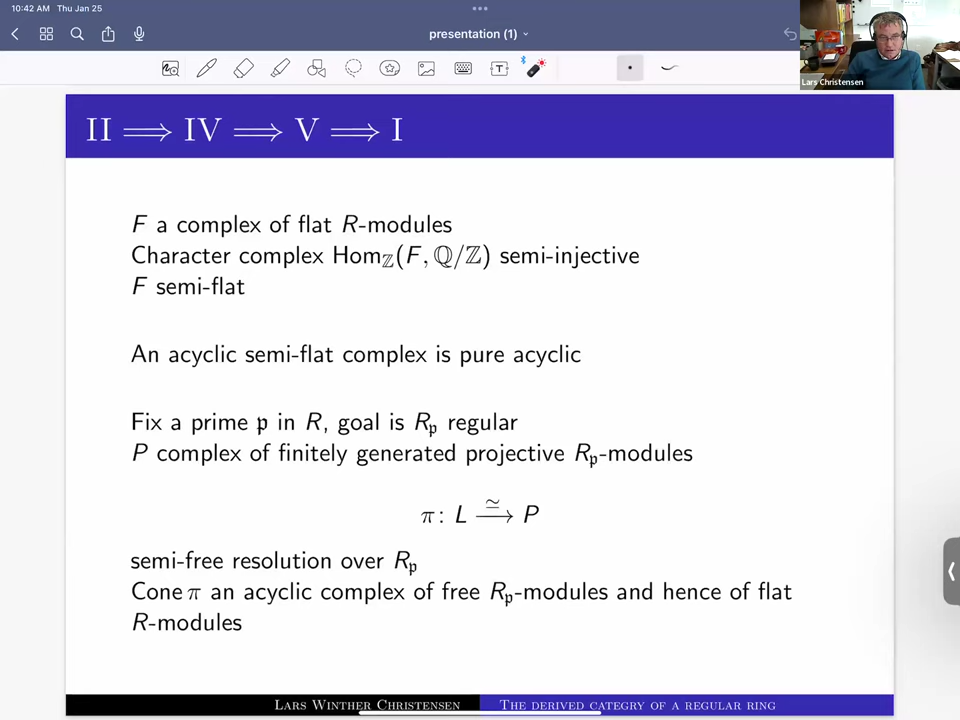 10:42 AM Thu Jan 25
presentation (1)
Lars Christensen
II ⟹ IV ⟹ V ⟹ I
F a complex of flat R-modules
Character complex Hom_ℤ(F, ℚ/ℤ) semi-injective
F semi-flat
An acyclic semi-flat complex is pure acyclic
Fix a prime 𝔭 in R, goal is R_𝔭 regular
P complex of finitely generated projective R_𝔭-modules
π: L ≃⟶ P
semi-free resolution over R_𝔭
Cone π an acyclic complex of free R_𝔭-modules and hence of flat
R-modules
Lars Winther Christensen The derived categry of a regular ring